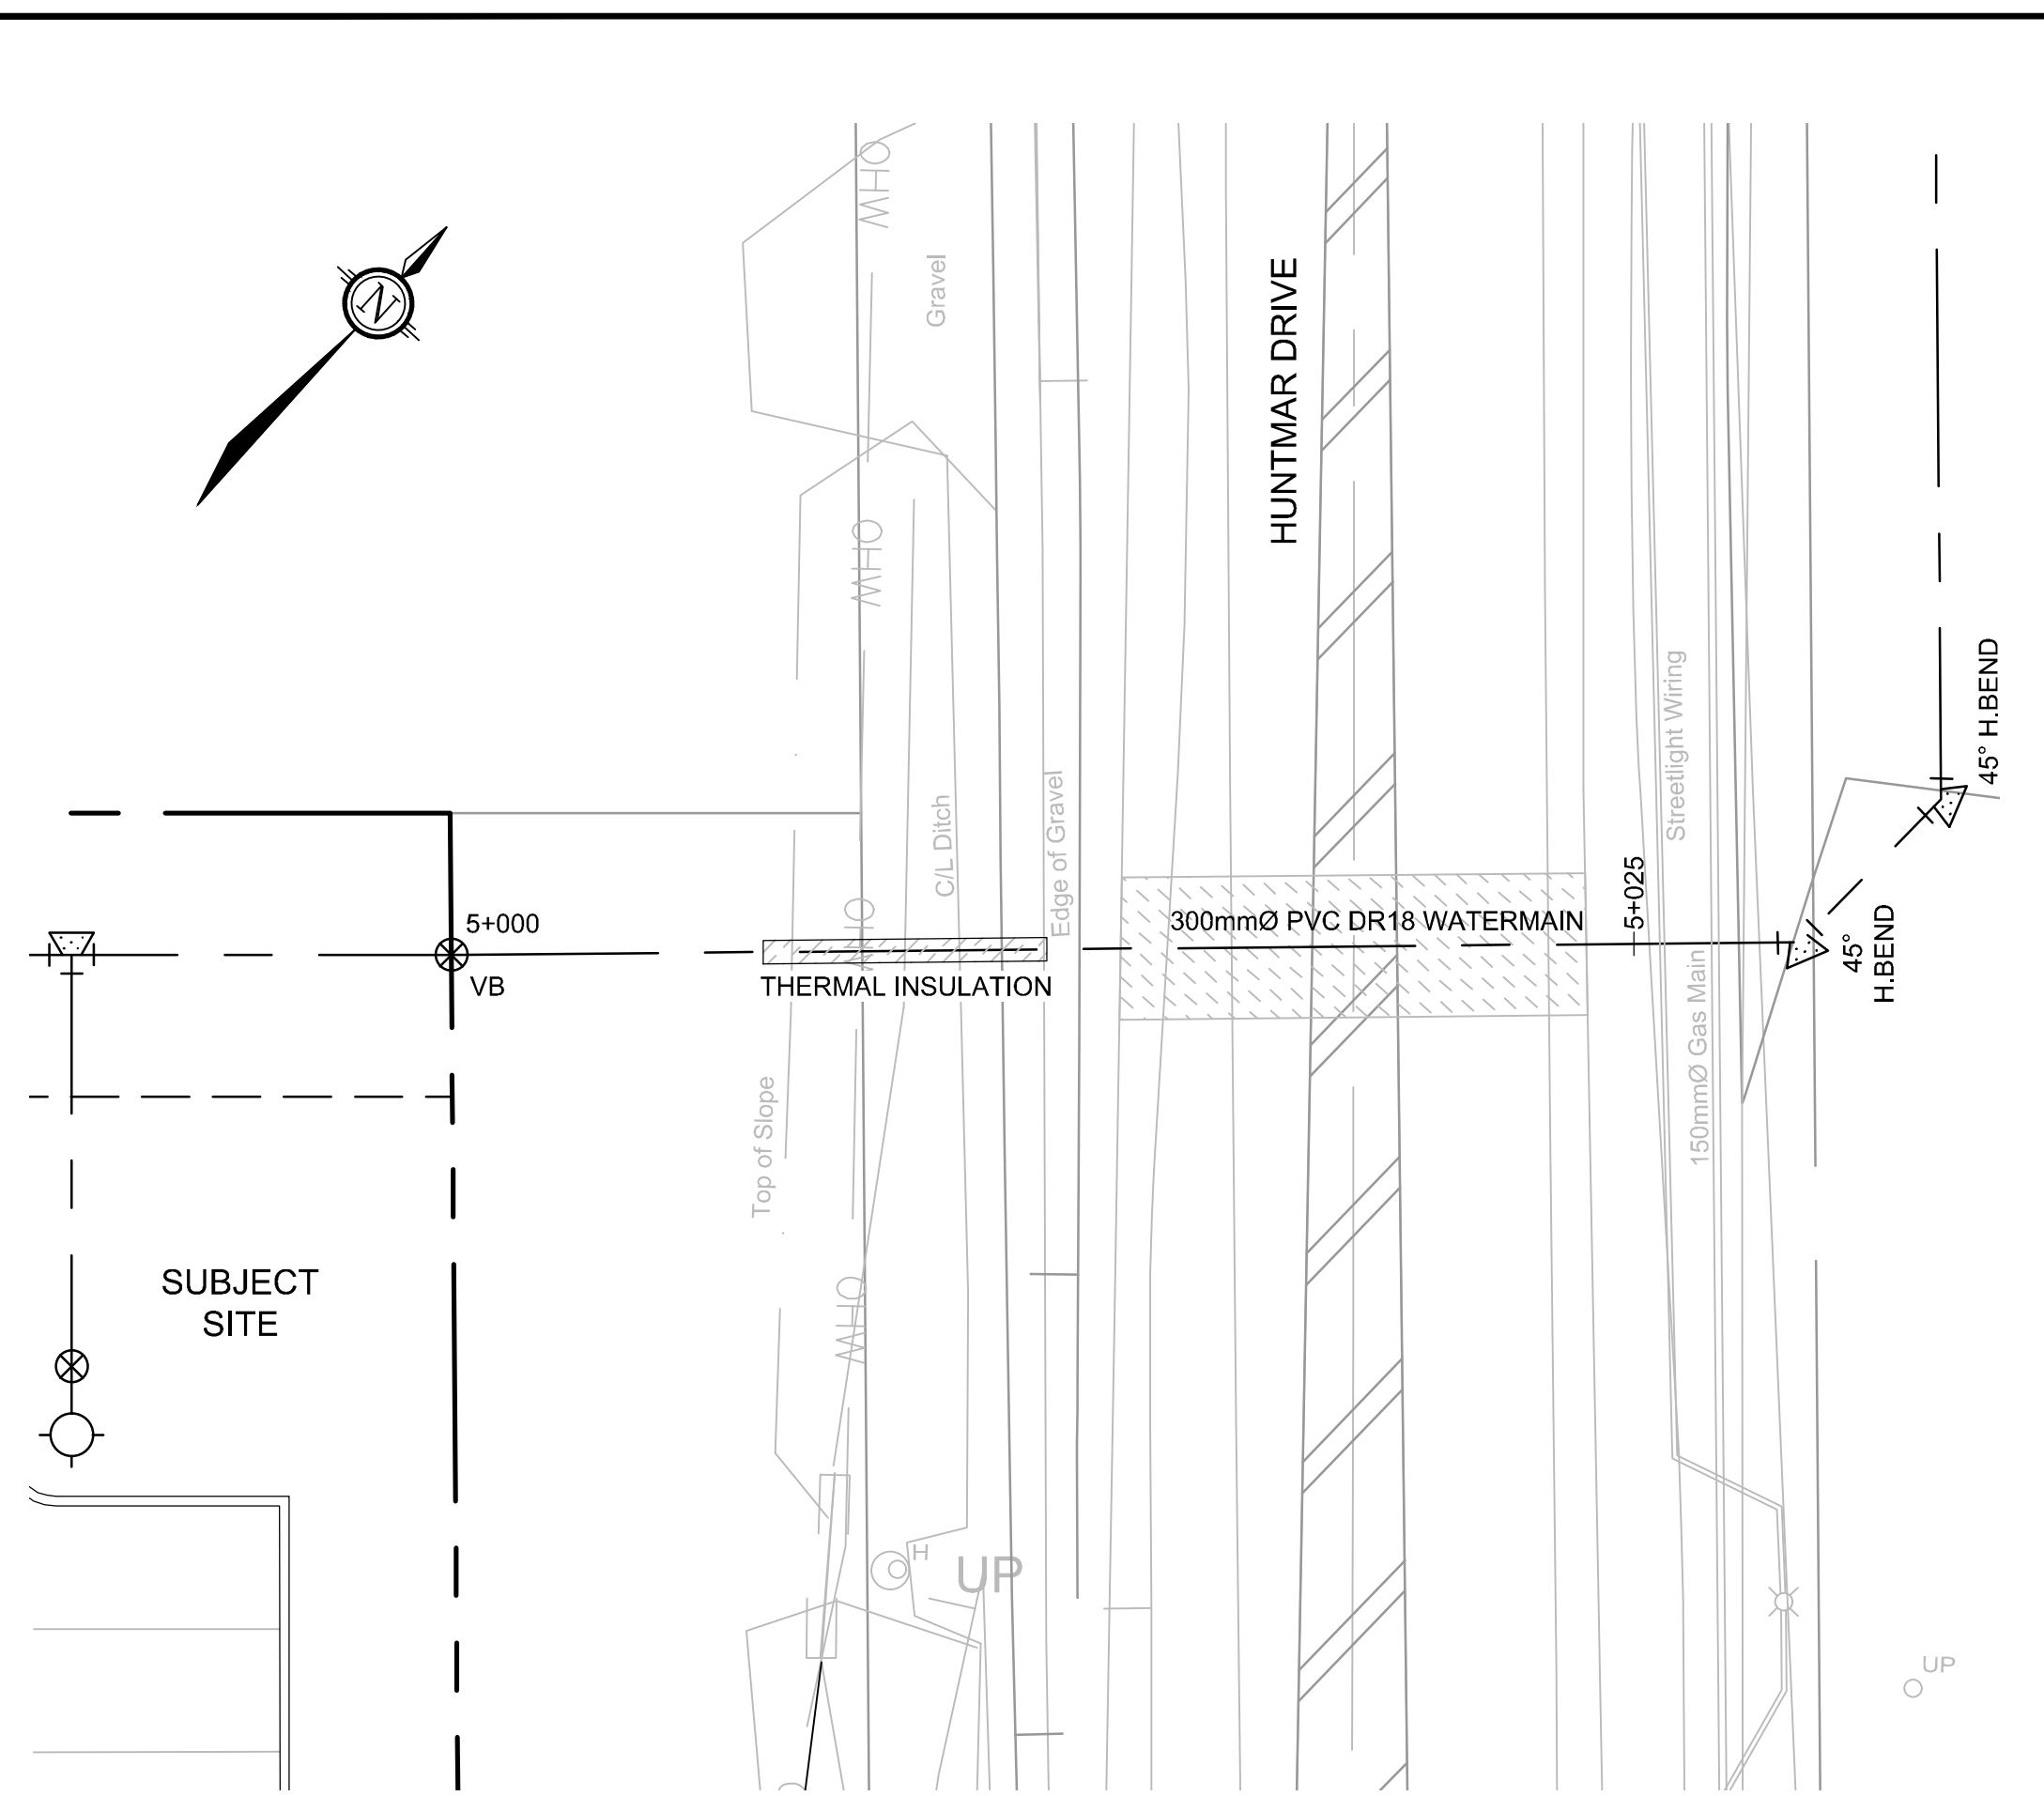 OHW
Gravel
N
HUNTMAR DRIVE
OHW
45° H.BEND
Streetlight Wiring
C/L Ditch
Edge of Gravel
5+025
5+000
300mmØ PVC DR18 WATERMAIN
OHW
45°
H.BEND
VB
THERMAL INSULATION
150mmØ Gas Main
Top of Slope
SUBJECT
SITE
OHW
H
UP
UP